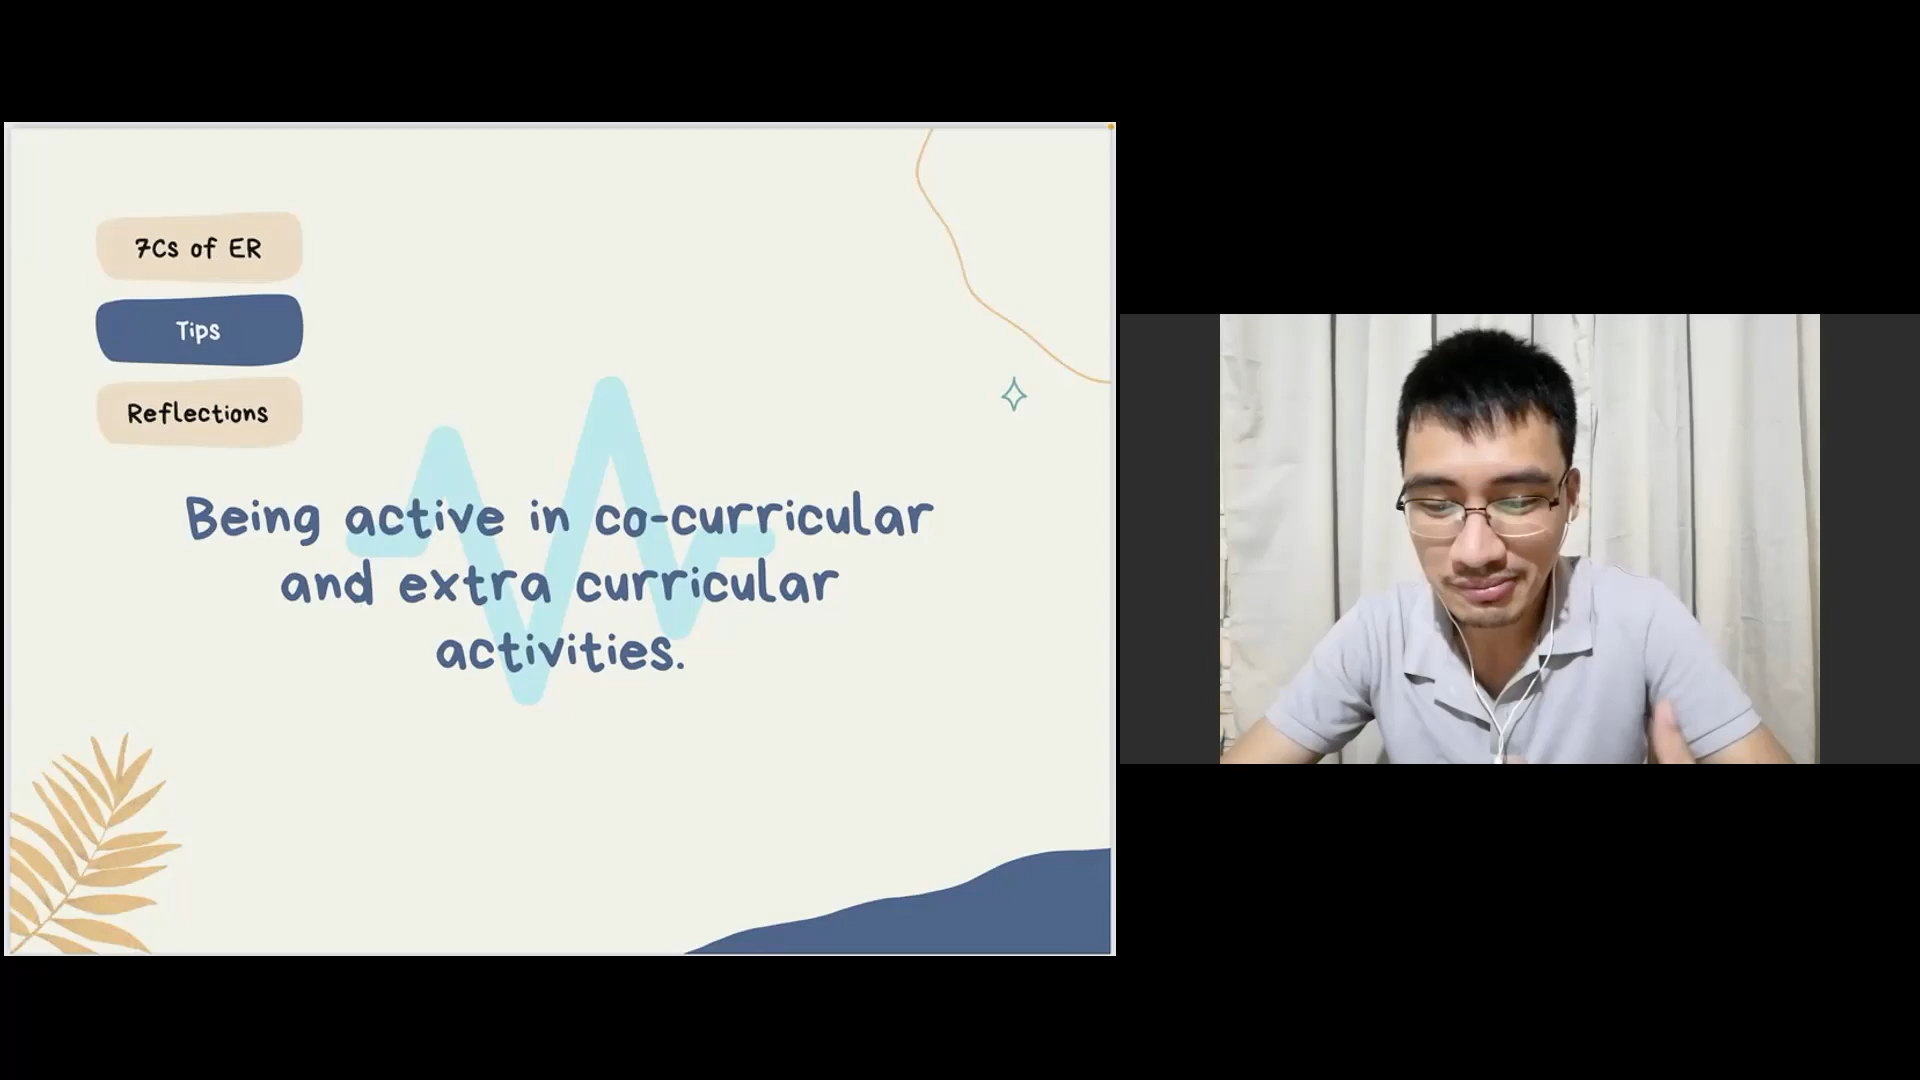 7Cs of ER
Tips
Reflections
Being active in co-curricular
and extra curricular
activities.